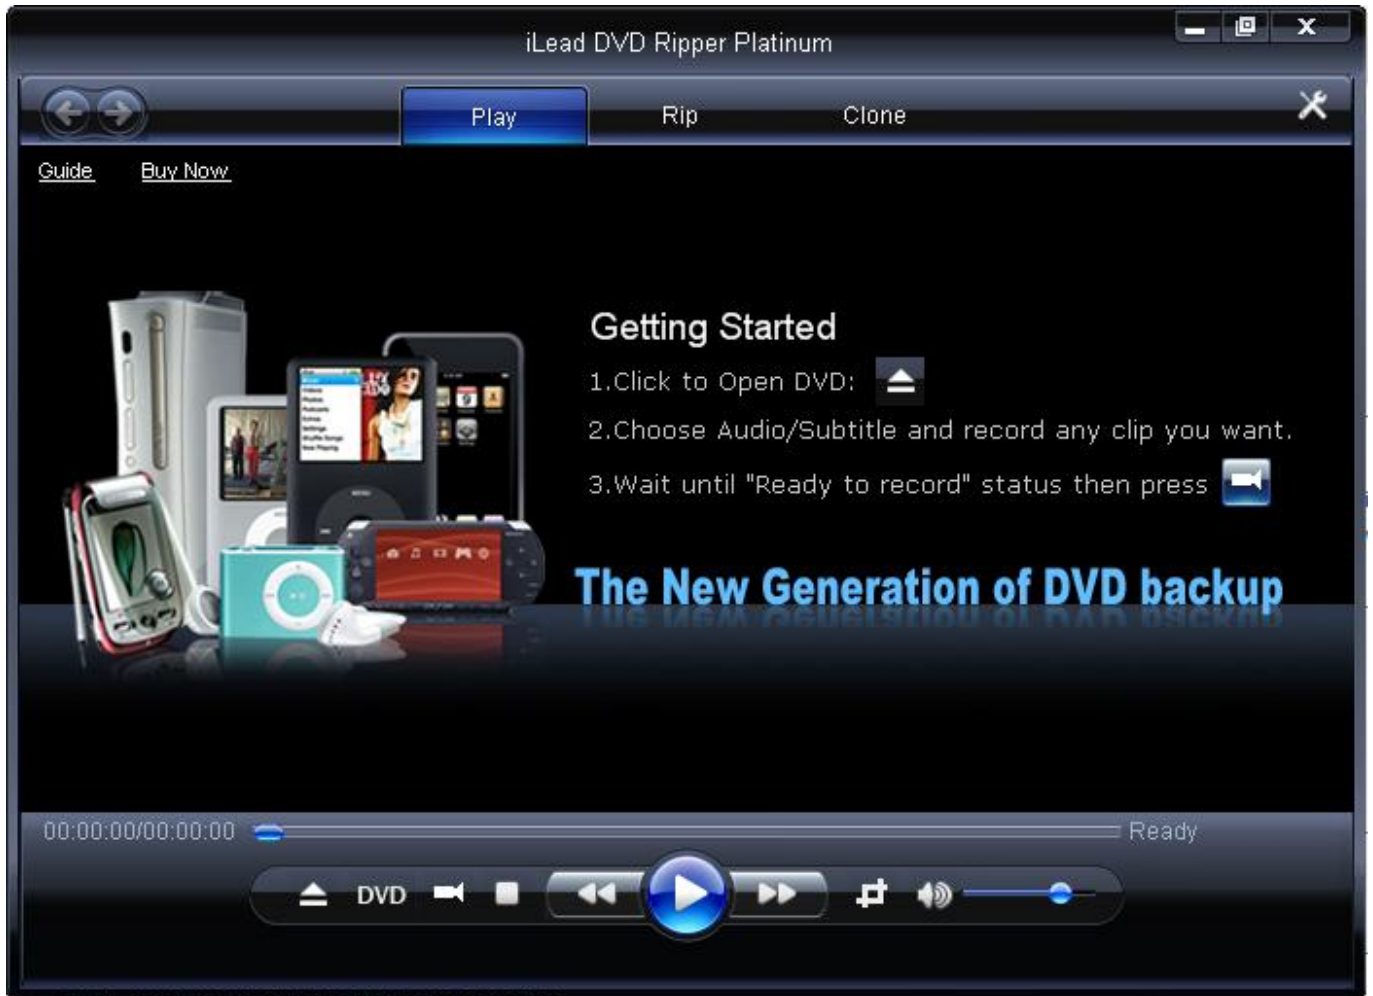 iLead DVD Ripper Platinum
Play Rip Clone
Guide Buy Now
Getting Started
1.Click to Open DVD:
2.Choose Audio/Subtitle and record any clip you want.
3.Wait until "Ready to record" status then press
The New Generation of DVD backup
00:00:00/00:00:00 Ready
DVD